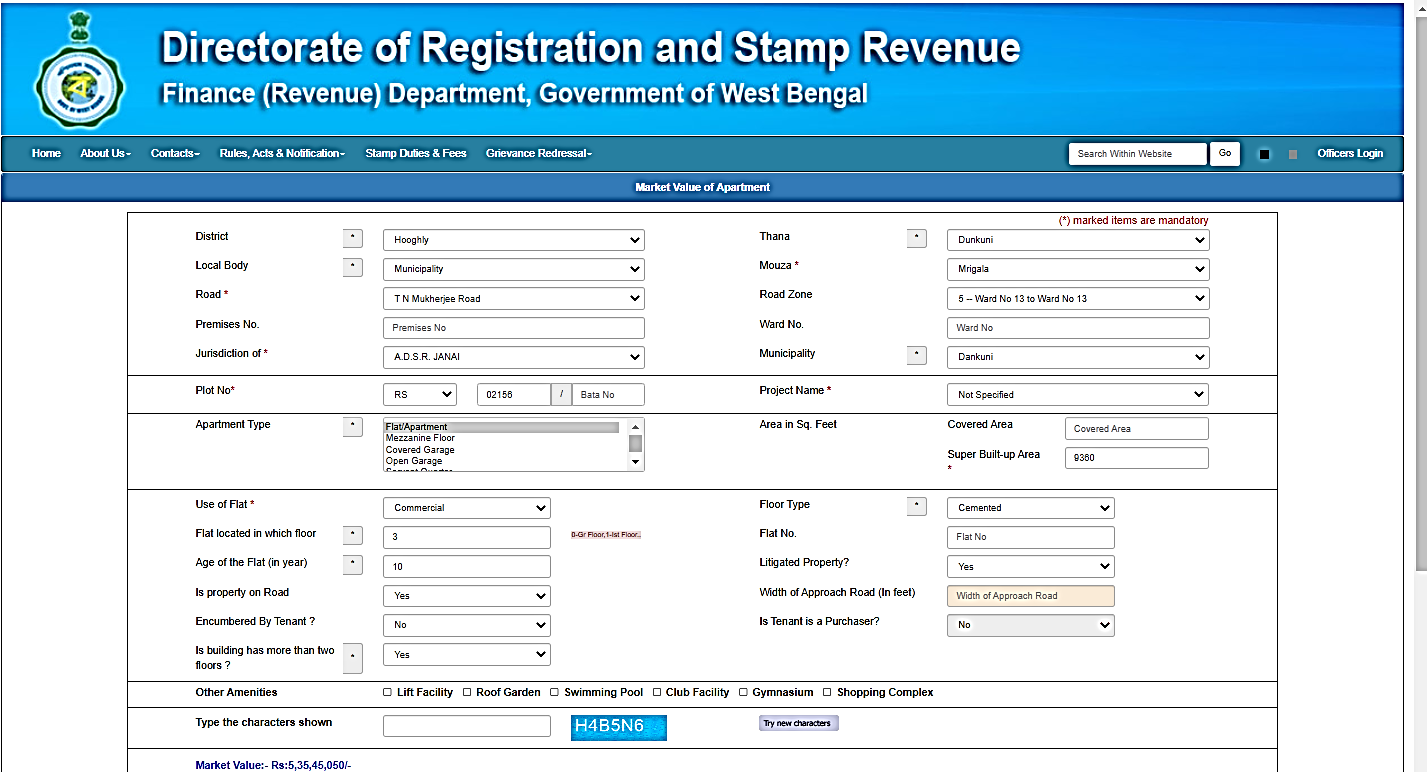 Directorate of Registration and Stamp Revenue
Finance (Revenue) Department, Government of West Bengal
Home About Us Contacts Rules, Acts & Notification Stamp Duties & Fees Grievance Redressal Search Within Website Go Officers Login
Market Value of Apartment
(*) marked items are mandatory
District * Hooghly Thana * Dunkuni
Local Body * Municipality Mouza * Mrigala
Road * T N Mukherjee Road Road Zone 5 -- Ward No 13 to Ward No 13
Premises No. Premises No Ward No. Ward No
Jurisdiction of * A.D.S.R. JANAI Municipality * Dankuni
Plot No* RS 02156 / Bata No Project Name * Not Specified
Apartment Type * Flat/Apartment Area in Sq. Feet Covered Area Covered Area
Mezzanine Floor
Covered Garage
Open Garage Super Built-up Area * 9360
Servant Quarter
Use of Flat * Commercial Floor Type * Cemented
Flat located in which floor * 3 0-Gr Floor,1-Ist Floor.. Flat No. Flat No
Age of the Flat (in year) * 10 Litigated Property? Yes
Is property on Road Yes Width of Approach Road (In feet) Width of Approach Road
Encumbered By Tenant ? No Is Tenant is a Purchaser? No
Is building has more than two floors ? * Yes
Other Amenities Lift Facility Roof Garden Swimming Pool Club Facility Gymnasium Shopping Complex
Type the characters shown H4B5N6 Try new characters
Market Value:- Rs:5,35,45,050/-